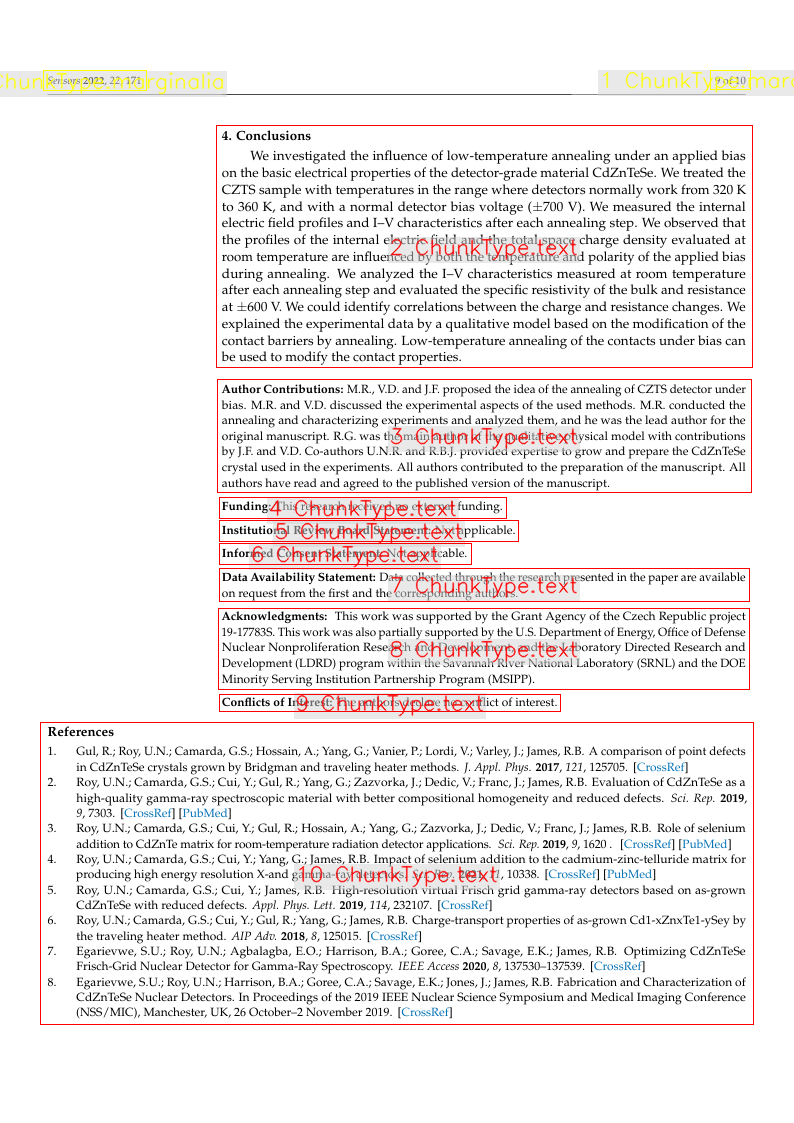 Sensors 2022, 22, 171
9 of 10
ChunkType.marginalia
1 ChunkType.mar
4. Conclusions
We investigated the influence of low-temperature annealing under an applied bias
on the basic electrical properties of the detector-grade material CdZnTeSe. We treated the
CZTS sample with temperatures in the range where detectors normally work from 320 K
to 360 K, and with a normal detector bias voltage (±700 V). We measured the internal
electric field profiles and I–V characteristics after each annealing step. We observed that
the profiles of the internal electric field and the total space charge density evaluated at
2 ChunkType.text
room temperature are influenced by both the temperature and polarity of the applied bias
during annealing. We analyzed the I–V characteristics measured at room temperature
after each annealing step and evaluated the specific resistivity of the bulk and resistance
at ±600 V. We could identify correlations between the charge and resistance changes. We
explained the experimental data by a qualitative model based on the modification of the
contact barriers by annealing. Low-temperature annealing of the contacts under bias can
be used to modify the contact properties.
Author Contributions: M.R., V.D. and J.F. proposed the idea of the annealing of CZTS detector under
bias. M.R. and V.D. discussed the experimental aspects of the used methods. M.R. conducted the
annealing and characterizing experiments and analyzed them, and he was the lead author for the
original manuscript. R.G. was the main author of the qualitative physical model with contributions
3 ChunkType.text
by J.F. and V.D. Co-authors U.N.R. and R.B.J. provided expertise to grow and prepare the CdZnTeSe
crystal used in the experiments. All authors contributed to the preparation of the manuscript. All
authors have read and agreed to the published version of the manuscript.
Funding: This research received no external funding.
4 ChunkType.text
Institutional Review Board Statement: Not applicable.
5 ChunkType.text
Informed Consent Statement: Not applicable.
6 ChunkType.text
Data Availability Statement: Data collected through the research presented in the paper are available
7 ChunkType.text
on request from the first and the corresponding authors.
Acknowledgments: This work was supported by the Grant Agency of the Czech Republic project
19-17783S. This work was also partially supported by the U.S. Department of Energy, Office of Defense
Nuclear Nonproliferation Research and Development, and the Laboratory Directed Research and
8 ChunkType.text
Development (LDRD) program within the Savannah River National Laboratory (SRNL) and the DOE
Minority Serving Institution Partnership Program (MSIPP).
Conflicts of Interest: The authors declare no conflict of interest.
9 ChunkType.text
References
1. Gul, R.; Roy, U.N.; Camarda, G.S.; Hossain, A.; Yang, G.; Vanier, P.; Lordi, V.; Varley, J.; James, R.B. A comparison of point defects
in CdZnTeSe crystals grown by Bridgman and traveling heater methods. J. Appl. Phys. 2017, 121, 125705. [CrossRef]
2. Roy, U.N.; Camarda, G.S.; Cui, Y.; Gul, R.; Yang, G.; Zazvorka, J.; Dedic, V.; Franc, J.; James, R.B. Evaluation of CdZnTeSe as a
high-quality gamma-ray spectroscopic material with better compositional homogeneity and reduced defects. Sci. Rep. 2019,
9, 7303. [CrossRef] [PubMed]
3. Roy, U.N.; Camarda, G.S.; Cui, Y.; Gul, R.; Hossain, A.; Yang, G.; Zazvorka, J.; Dedic, V.; Franc, J.; James, R.B. Role of selenium
addition to CdZnTe matrix for room-temperature radiation detector applications. Sci. Rep. 2019, 9, 1620 . [CrossRef] [PubMed]
4. Roy, U.N.; Camarda, G.S.; Cui, Y.; Yang, G.; James, R.B. Impact of selenium addition to the cadmium-zinc-telluride matrix for
producing high energy resolution X-and gamma-ray detectors. Sci. Rep. 2021, 11, 10338. [CrossRef] [PubMed]
10 ChunkType.text
5. Roy, U.N.; Camarda, G.S.; Cui, Y.; James, R.B. High-resolution virtual Frisch grid gamma-ray detectors based on as-grown
CdZnTeSe with reduced defects. Appl. Phys. Lett. 2019, 114, 232107. [CrossRef]
6. Roy, U.N.; Camarda, G.S.; Cui, Y.; Gul, R.; Yang, G.; James, R.B. Charge-transport properties of as-grown Cd1-xZnxTe1-ySey by
the traveling heater method. AIP Adv. 2018, 8, 125015. [CrossRef]
7. Egarievwe, S.U.; Roy, U.N.; Agbalagba, E.O.; Harrison, B.A.; Goree, C.A.; Savage, E.K.; James, R.B. Optimizing CdZnTeSe
Frisch-Grid Nuclear Detector for Gamma-Ray Spectroscopy. IEEE Access 2020, 8, 137530–137539. [CrossRef]
8. Egarievwe, S.U.; Roy, U.N.; Harrison, B.A.; Goree, C.A.; Savage, E.K.; Jones, J.; James, R.B. Fabrication and Characterization of
CdZnTeSe Nuclear Detectors. In Proceedings of the 2019 IEEE Nuclear Science Symposium and Medical Imaging Conference
(NSS/MIC), Manchester, UK, 26 October–2 November 2019. [CrossRef]